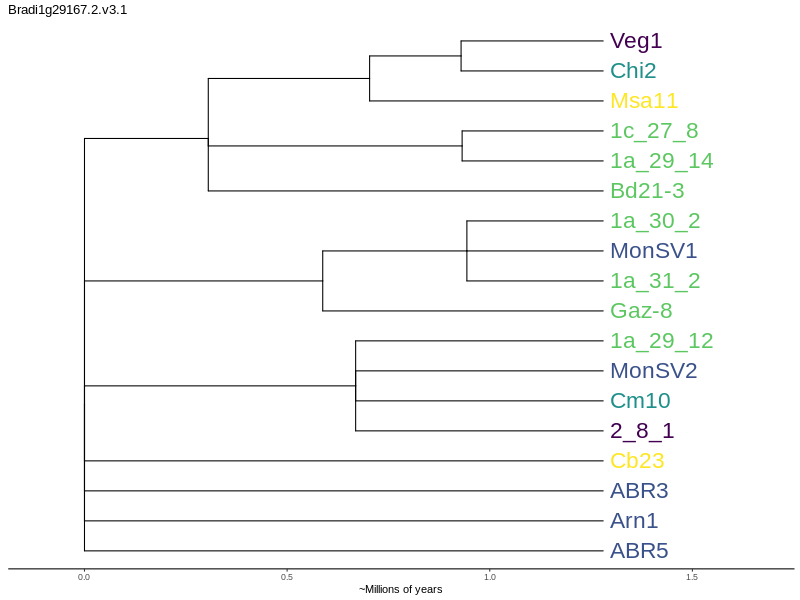 Bradi1g29167.2.v3.1
Veg1
Chi2
Msa11
1c_27_8
1a_29_14
Bd21-3
1a_30_2
MonSV1
1a_31_2
Gaz-8
1a_29_12
MonSV2
Cm10
2_8_1
Cb23
ABR3
Arn1
ABR5
0.0 0.5 1.0 1.5
~Millions of years